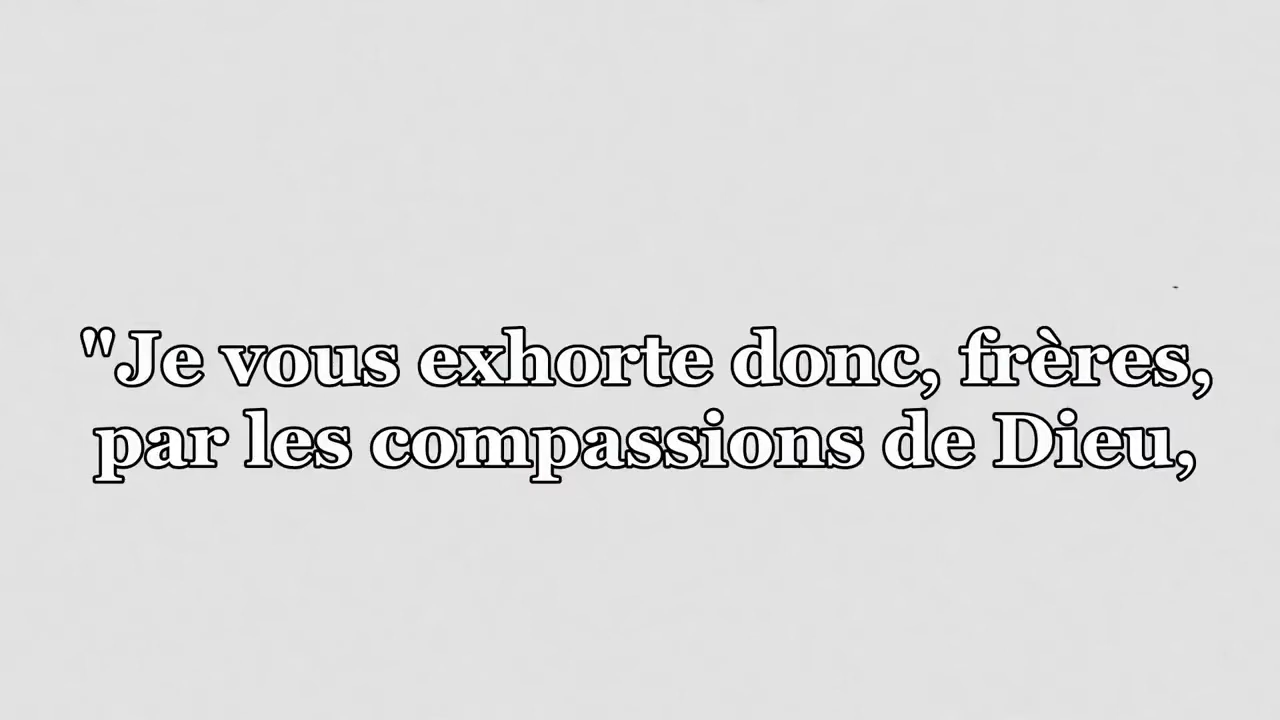 "Je vous exhorte donc, frères,
par les compassions de Dieu,